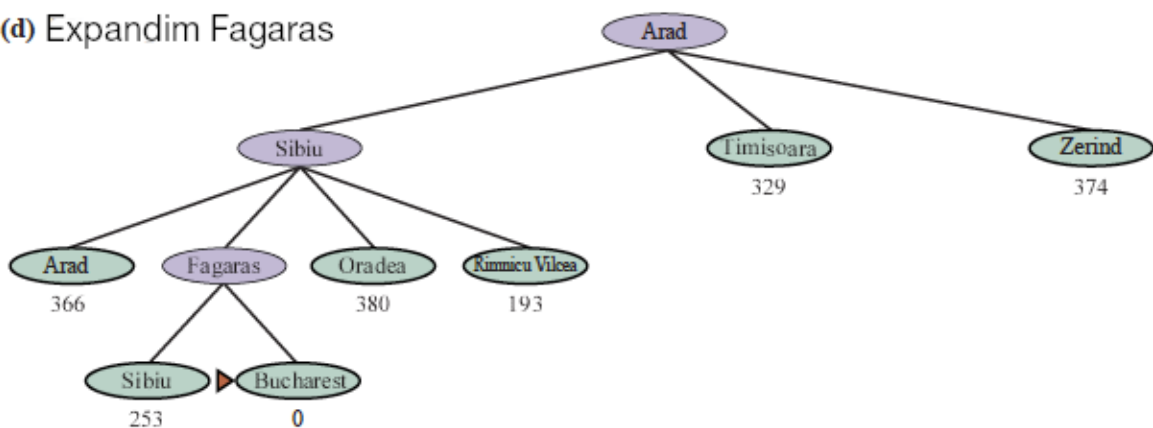 (d) Expandim Fagaras
Arad
Sibiu
Timisoara
Zerind
329
374
Arad
Fagaras
Oradea
Rimnicu Vilcea
366
380
193
Sibiu
Bucharest
253
0